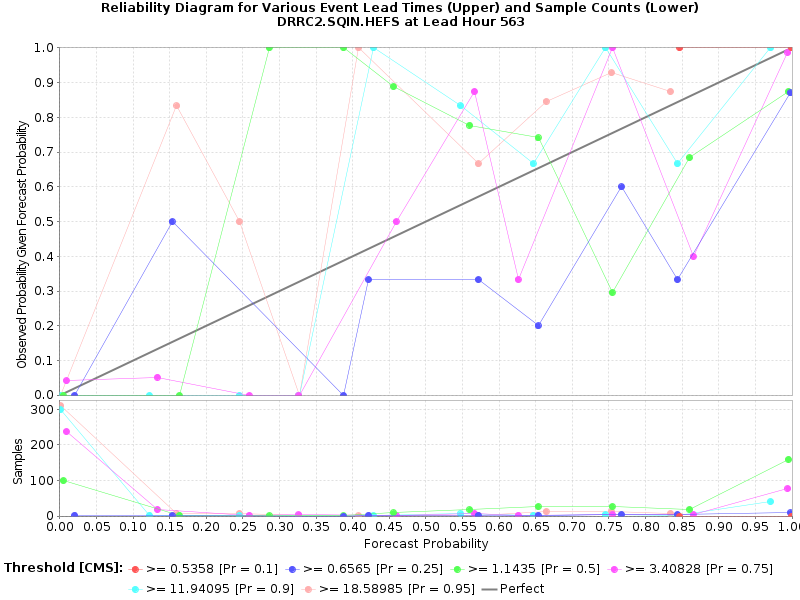 Reliability Diagram for Various Event Lead Times (Upper) and Sample Counts (Lower)
DRRC2.SQIN.HEFS at Lead Hour 563
Observed Probability Given Forecast Probability
1.0
0.9
0.8
0.7
0.6
0.5
0.4
0.3
0.2
0.1
0.0
Samples
300
200
100
0
0.00 0.05 0.10 0.15 0.20 0.25 0.30 0.35 0.40 0.45 0.50 0.55 0.60 0.65 0.70 0.75 0.80 0.85 0.90 0.95 1.00
Forecast Probability
Threshold [CMS]: >= 0.5358 [Pr = 0.1] >= 0.6565 [Pr = 0.25] >= 1.1435 [Pr = 0.5] >= 3.40828 [Pr = 0.75]
>= 11.94095 [Pr = 0.9] >= 18.58985 [Pr = 0.95] Perfect